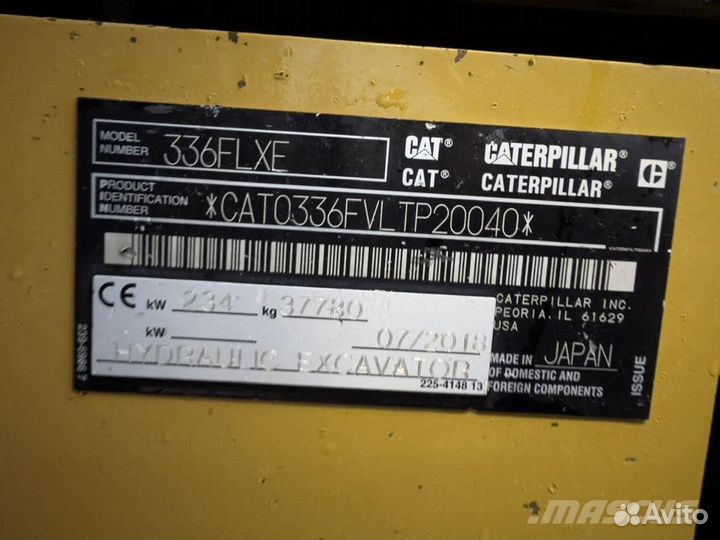 MODEL
NUMBER 336FLXE
CAT® CATERPILLAR®
CAT® CATERPILLAR®
PRODUCT
IDENTIFICATION
NUMBER *CAT0336FVLTP20040*
CE kW 234 kg 37780
kW 07/2018
HYDRAULIC EXCAVATOR
225-4148 13
CATERPILLAR INC.
PEORIA, IL 61629
USA
MADE IN JAPAN
OF DOMESTIC AND
FOREIGN COMPONENTS
ISSUE
Avito